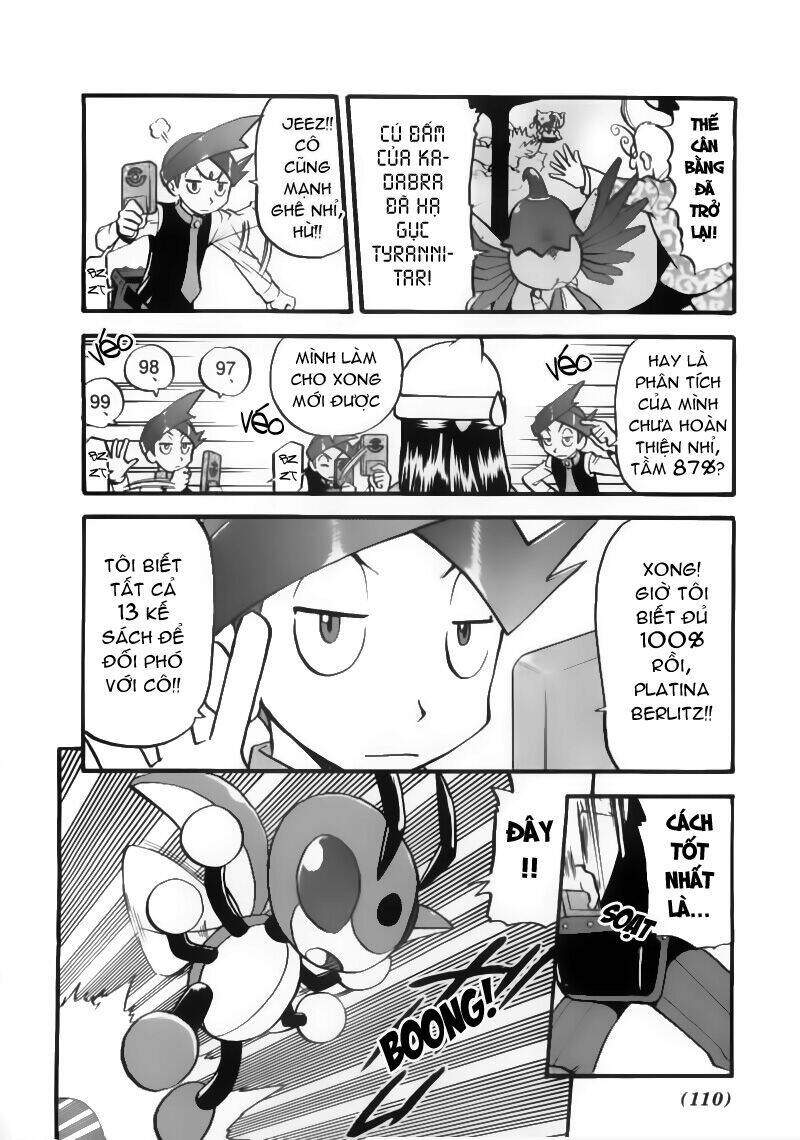 THẾ
CÂN
BẰNG
ĐÃ
TRỞ
LẠI!
CÚ ĐẤM
CỦA KA-
DABRA
ĐÃ HẠ
GỤC
TYRANNI-
TAR!
JEEZ!!
CÔ
CŨNG
MẠNH
GHÊ NHỈ,
HỪ!!
BZ
ZT
HAY LÀ
PHÂN TÍCH
CỦA MÌNH
CHƯA HOÀN
THIỆN NHỈ,
TẦM 87%?
VÉO
MÌNH LÀM
CHO XONG
MỚI ĐƯỢC
VÉO
BZ
ZT
97
98
99
VÉO
BZ
ZT
XONG!
GIỜ TÔI
BIẾT ĐỦ
100%
RỒI,
PLATINA
BERLITZ!!
TÔI BIẾT
TẤT CẢ
13 KẾ
SÁCH ĐỂ
ĐỐI PHÓ
VỚI CÔ!!
CÁCH
TỐT
NHẤT
LÀ...
SOẠT
ĐÂY
!!
BOONG!
(110)